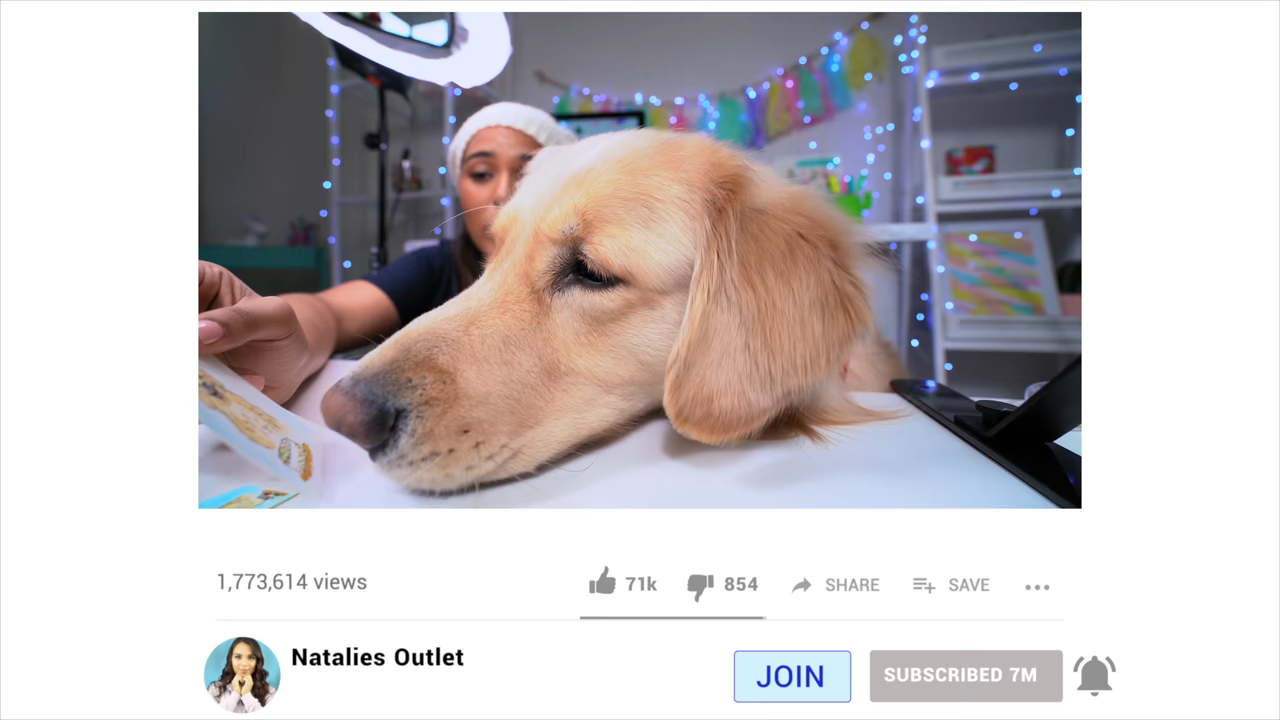 1,773,614 views
71k
854
SHARE
SAVE
Natalies Outlet
JOIN
SUBSCRIBED 7M